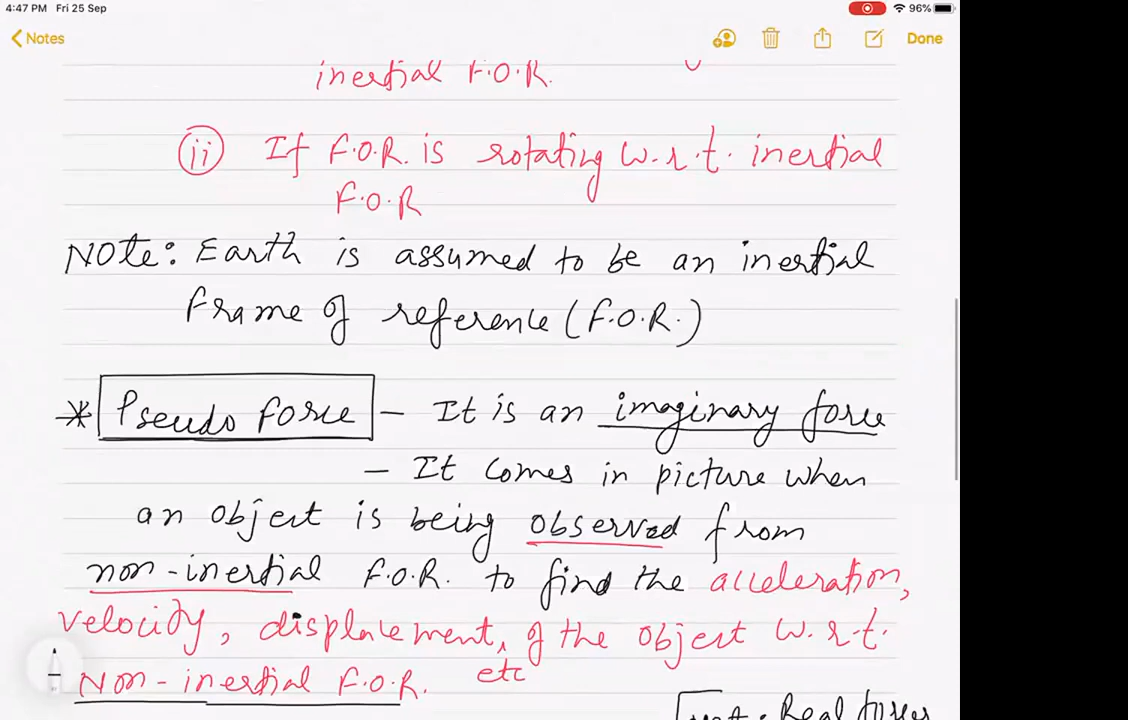 4:47 PM Fri 25 Sep
96%
Notes
Done
inertial F.O.R.
(ii) If F.O.R. is rotating w.r.t. inertial
F.O.R
Note: Earth is assumed to be an inertial
Frame of reference (F.O.R.)
* Pseudo force - It is an imaginary force
- It comes in picture when
an object is being observed from
non-inertial F.O.R. to find the acceleration,
velocity, displacement, of the object w.r.t.
etc
Non-inertial F.O.R.
Real forces